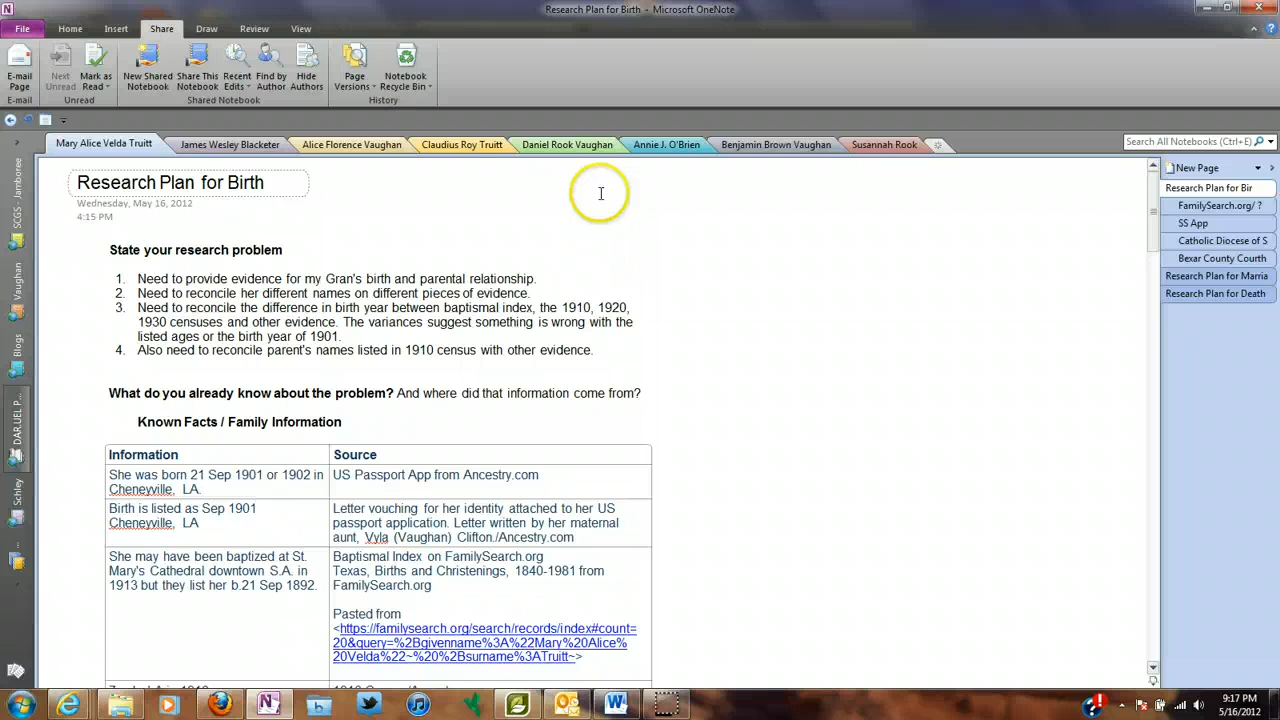 Research Plan for Birth - Microsoft OneNote
File Home Insert Share Draw Review View
E-mail Page
Next Unread
Mark as Read
New Shared Notebook
Share This Notebook
Recent Edits
Find by Author
Hide Authors
Page Versions
Notebook Recycle Bin
E-mail Unread Shared Notebook History
Mary Alice Velda Truitt James Wesley Blacketer Alice Florence Vaughan Claudius Roy Truitt Daniel Rook Vaughan Annie J. O'Brien Benjamin Brown Vaughan Susannah Rook
Search All Notebooks (Ctrl+E)
SCGS - Jamboree
Vaughan
Blogs
DAR,UEL P...
Schley
New Page
Research Plan for Bir
FamilySearch.org/ ?
SS App
Catholic Diocese of S
Bexar County Courth
Research Plan for Marria
Research Plan for Death
Research Plan for Birth
Wednesday, May 16, 2012
4:15 PM
State your research problem
1. Need to provide evidence for my Gran's birth and parental relationship.
2. Need to reconcile her different names on different pieces of evidence.
3. Need to reconcile the difference in birth year between baptismal index, the 1910, 1920,
1930 censuses and other evidence. The variances suggest something is wrong with the
listed ages or the birth year of 1901.
4. Also need to reconcile parent's names listed in 1910 census with other evidence.
What do you already know about the problem? And where did that information come from?
Known Facts / Family Information
Information Source
She was born 21 Sep 1901 or 1902 in
Cheneyville, LA.
US Passport App from Ancestry.com
Birth is listed as Sep 1901
Cheneyville, LA
Letter vouching for her identity attached to her US
passport application. Letter written by her maternal
aunt, Vyla (Vaughan) Clifton./Ancestry.com
She may have been baptized at St.
Mary's Cathedral downtown S.A. in
1913 but they list her b.21 Sep 1892.
Baptismal Index on FamilySearch.org
Texas, Births and Christenings, 1840-1981 from
FamilySearch.org
Pasted from
<https://familysearch.org/search/records/index#count=
20&query=%2Bgivenname%3A%22Mary%20Alice%
20Velda%22~%20%2Bsurname%3ATruitt~>
9:17 PM
5/16/2012